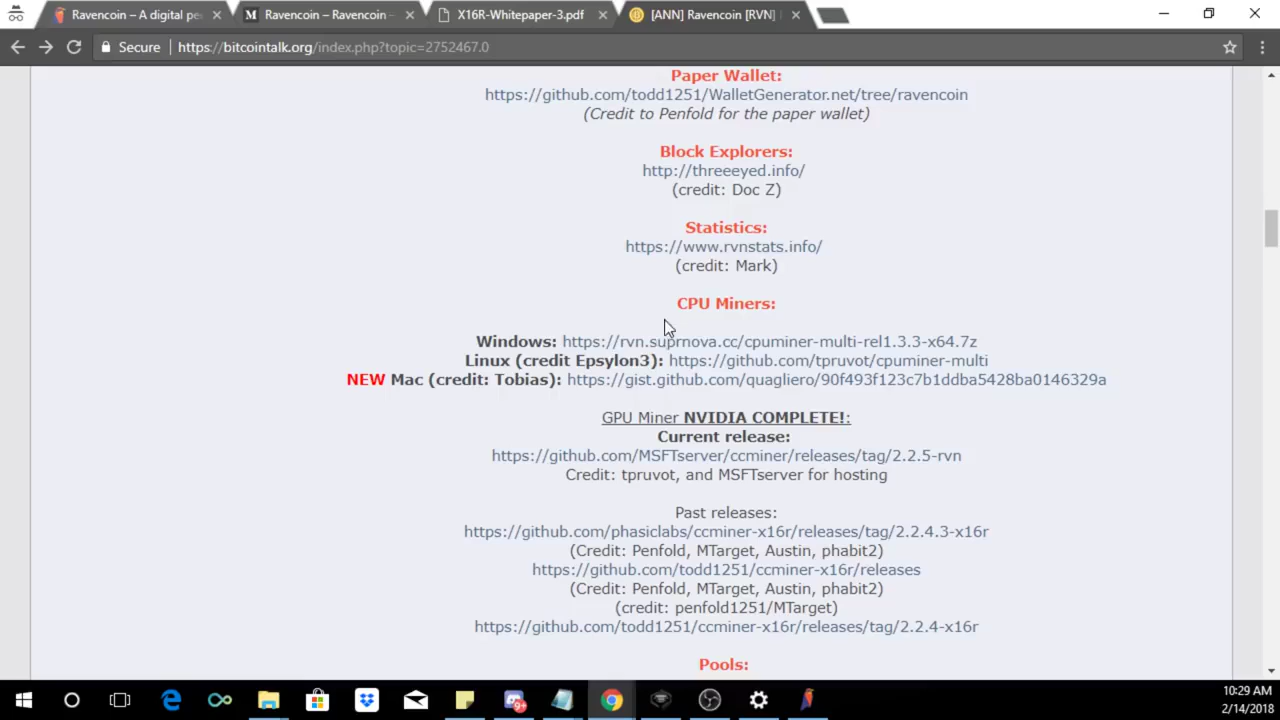 Ravencoin – A digital pe
Ravencoin – Ravencoin -
X16R-Whitepaper-3.pdf
[ANN] Ravencoin [RVN]
Secure
https://bitcointalk.org/index.php?topic=2752467.0
Paper Wallet:
https://github.com/todd1251/WalletGenerator.net/tree/ravencoin
(Credit to Penfold for the paper wallet)
Block Explorers:
http://threeeyed.info/
(credit: Doc Z)
Statistics:
https://www.rvnstats.info/
(credit: Mark)
CPU Miners:
Windows: https://rvn.suprnova.cc/cpuminer-multi-rel1.3.3-x64.7z
Linux (credit Epsylon3): https://github.com/tpruvot/cpuminer-multi
NEW Mac (credit: Tobias): https://gist.github.com/quagliero/90f493f123c7b1ddba5428ba0146329a
GPU Miner NVIDIA COMPLETE!:
Current release:
https://github.com/MSFTserver/ccminer/releases/tag/2.2.5-rvn
Credit: tpruvot, and MSFTserver for hosting
Past releases:
https://github.com/phasiclabs/ccminer-x16r/releases/tag/2.2.4.3-x16r
(Credit: Penfold, MTarget, Austin, phabit2)
https://github.com/todd1251/ccminer-x16r/releases
(Credit: Penfold, MTarget, Austin, phabit2)
(credit: penfold1251/MTarget)
https://github.com/todd1251/ccminer-x16r/releases/tag/2.2.4-x16r
Pools:
10:29 AM
2/14/2018